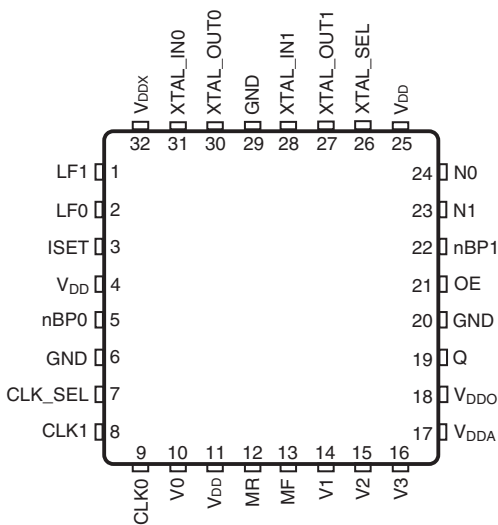 VDDX XTAL_IN0 XTAL_OUT0 GND XTAL_IN1 XTAL_OUT1 XTAL_SEL VDD
32 31 30 29 28 27 26 25
LF1 1
LF0 2
ISET 3
VDD 4
nBP0 5
GND 6
CLK_SEL 7
CLK1 8
24 N0
23 N1
22 nBP1
21 OE
20 GND
19 Q
18 VDDO
17 VDDA
9 10 11 12 13 14 15 16
CLK0 V0 VDD MR MF V1 V2 V3